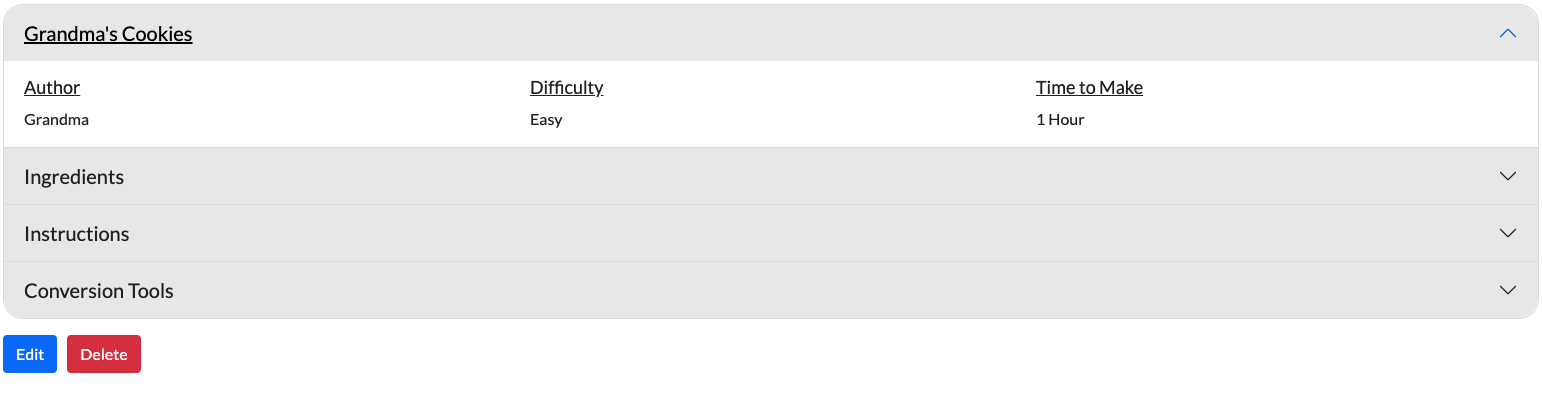 Grandma's Cookies
Author Difficulty Time to Make
Grandma Easy 1 Hour
Ingredients
Instructions
Conversion Tools
Edit Delete